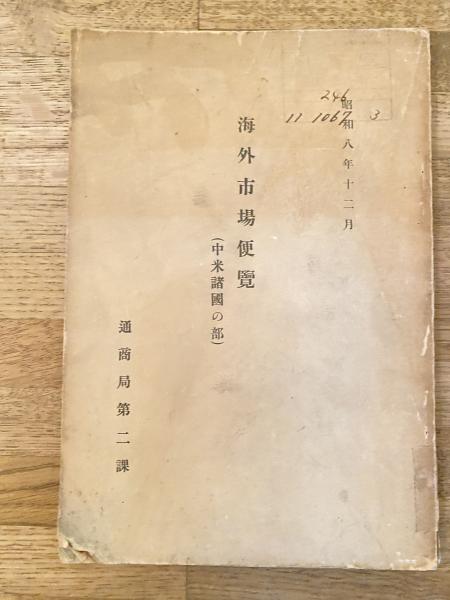 昭和八年十二月
246
11 1067 3
海外市場便覽
(中米諸國の部)
通商局第二課